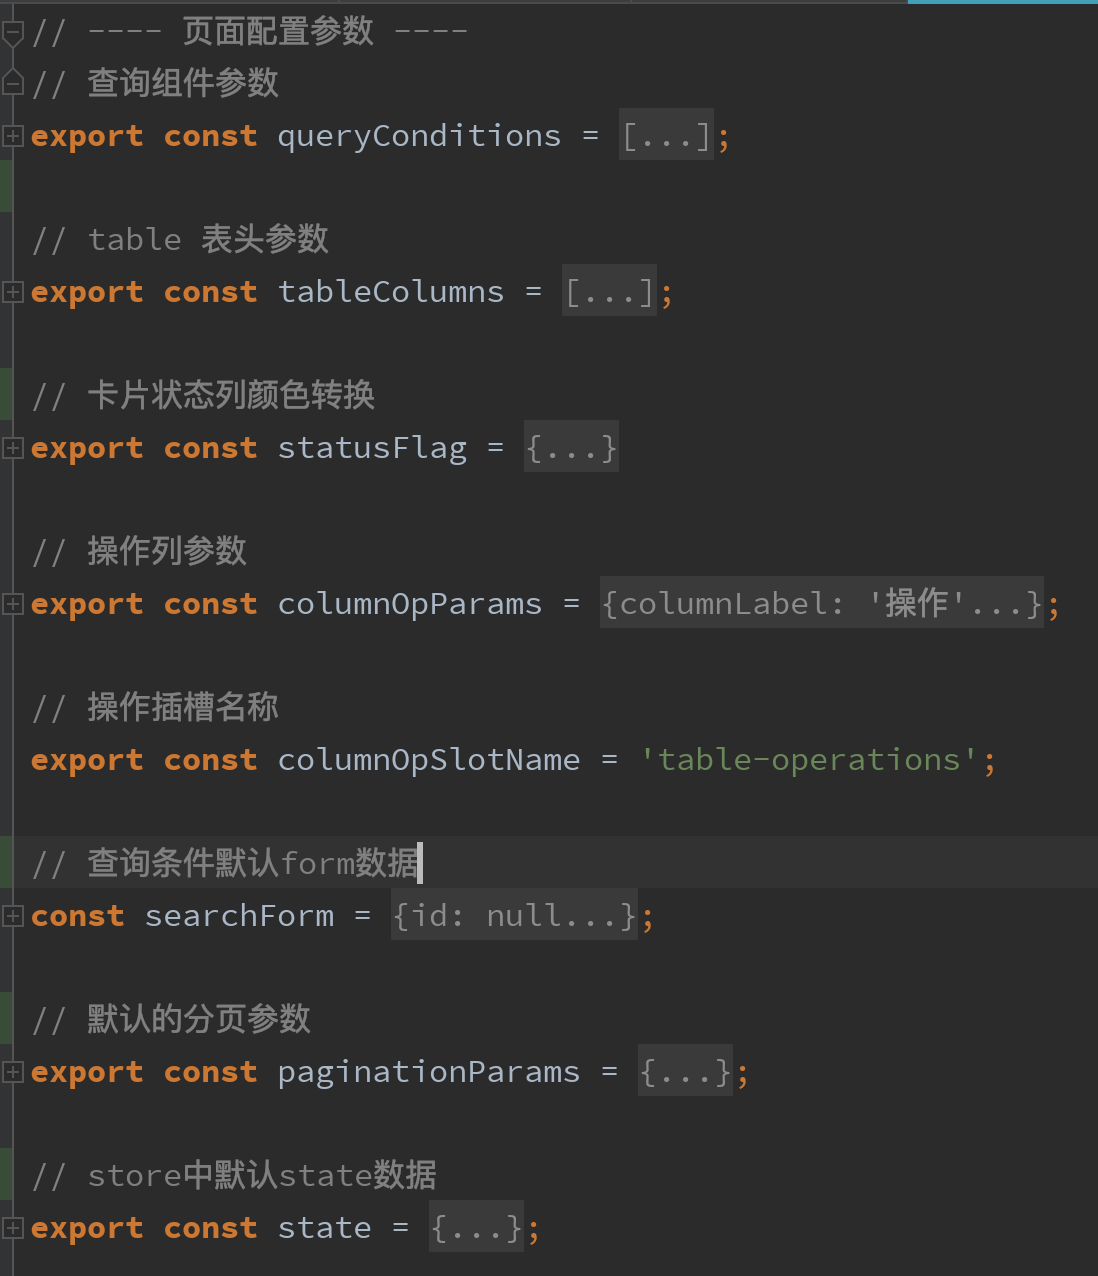 // ---- 页面配置参数 ----
// 查询组件参数
export const queryConditions = [...];
// table 表头参数
export const tableColumns = [...];
// 卡片状态列颜色转换
export const statusFlag = {...}
// 操作列参数
export const columnOpParams = {columnLabel: '操作'...};
// 操作插槽名称
export const columnOpSlotName = 'table-operations';
// 查询条件默认form数据
const searchForm = {id: null...};
// 默认的分页参数
export const paginationParams = {...};
// store中默认state数据
export const state = {...};